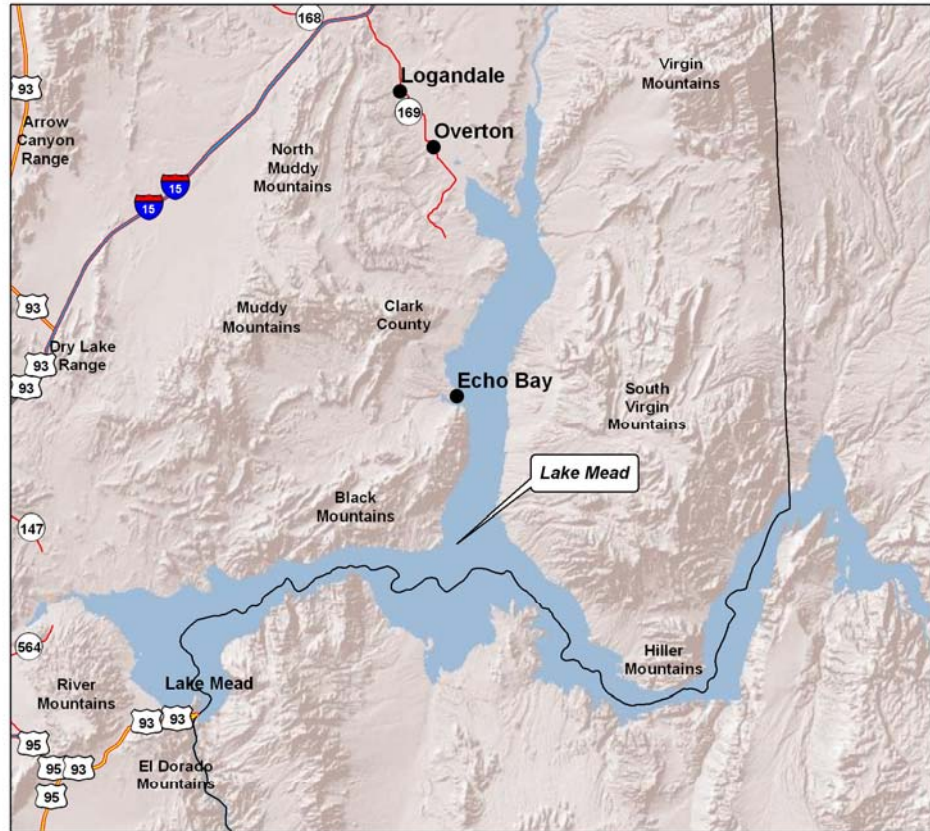 168
93
Virgin
Mountains
Logandale
169
Arrow
Canyon
Range
Overton
North
Muddy
Mountains
15
15
93
Muddy
Mountains
Clark
County
Dry Lake
Range
93
93
Echo Bay
South
Virgin
Mountains
Lake Mead
Black
Mountains
147
564
Hiller
Mountains
River
Mountains
Lake Mead
93
93
95
95
93
El Dorado
Mountains
95